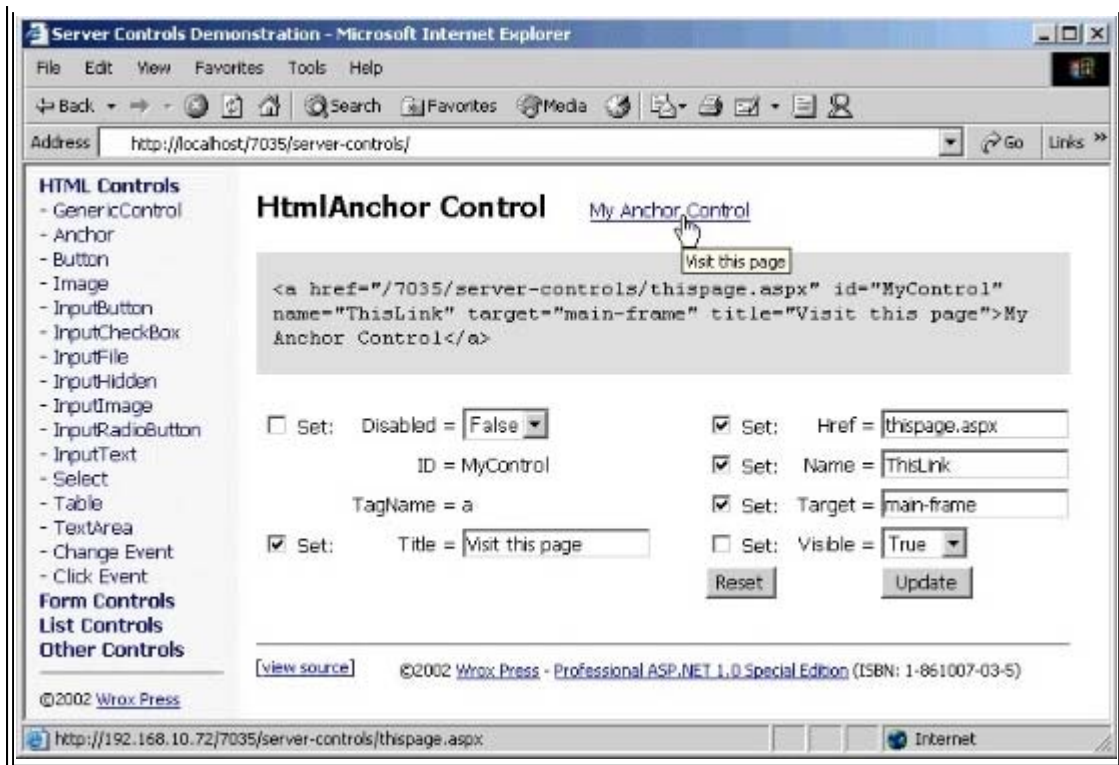 Server Controls Demonstration - Microsoft Internet Explorer
File Edit View Favorites Tools Help
Back Search Favorites Media
Address http://localhost/7035/server-controls/ Go Links »
HTML Controls
- GenericControl
- Anchor
- Button
- Image
- InputButton
- InputCheckBox
- InputFile
- InputHidden
- InputImage
- InputRadioButton
- InputText
- Select
- Table
- TextArea
- Change Event
- Click Event
Form Controls
List Controls
Other Controls
©2002 Wrox Press
HtmlAnchor Control My Anchor Control
Visit this page
<a href="/7035/server-controls/thispage.aspx" id="MyControl"
name="ThisLink" target="main-frame" title="Visit this page">My
Anchor Control</a>
Set: Disabled = False Set: Href = thispage.aspx
ID = MyControl Set: Name = ThisLink
TagName = a Set: Target = main-frame
Set: Title = Visit this page Set: Visible = True
Reset Update
[view source] ©2002 Wrox Press - Professional ASP.NET 1.0 Special Edition (ISBN: 1-861007-03-5)
http://192.168.10.72/7035/server-controls/thispage.aspx Internet